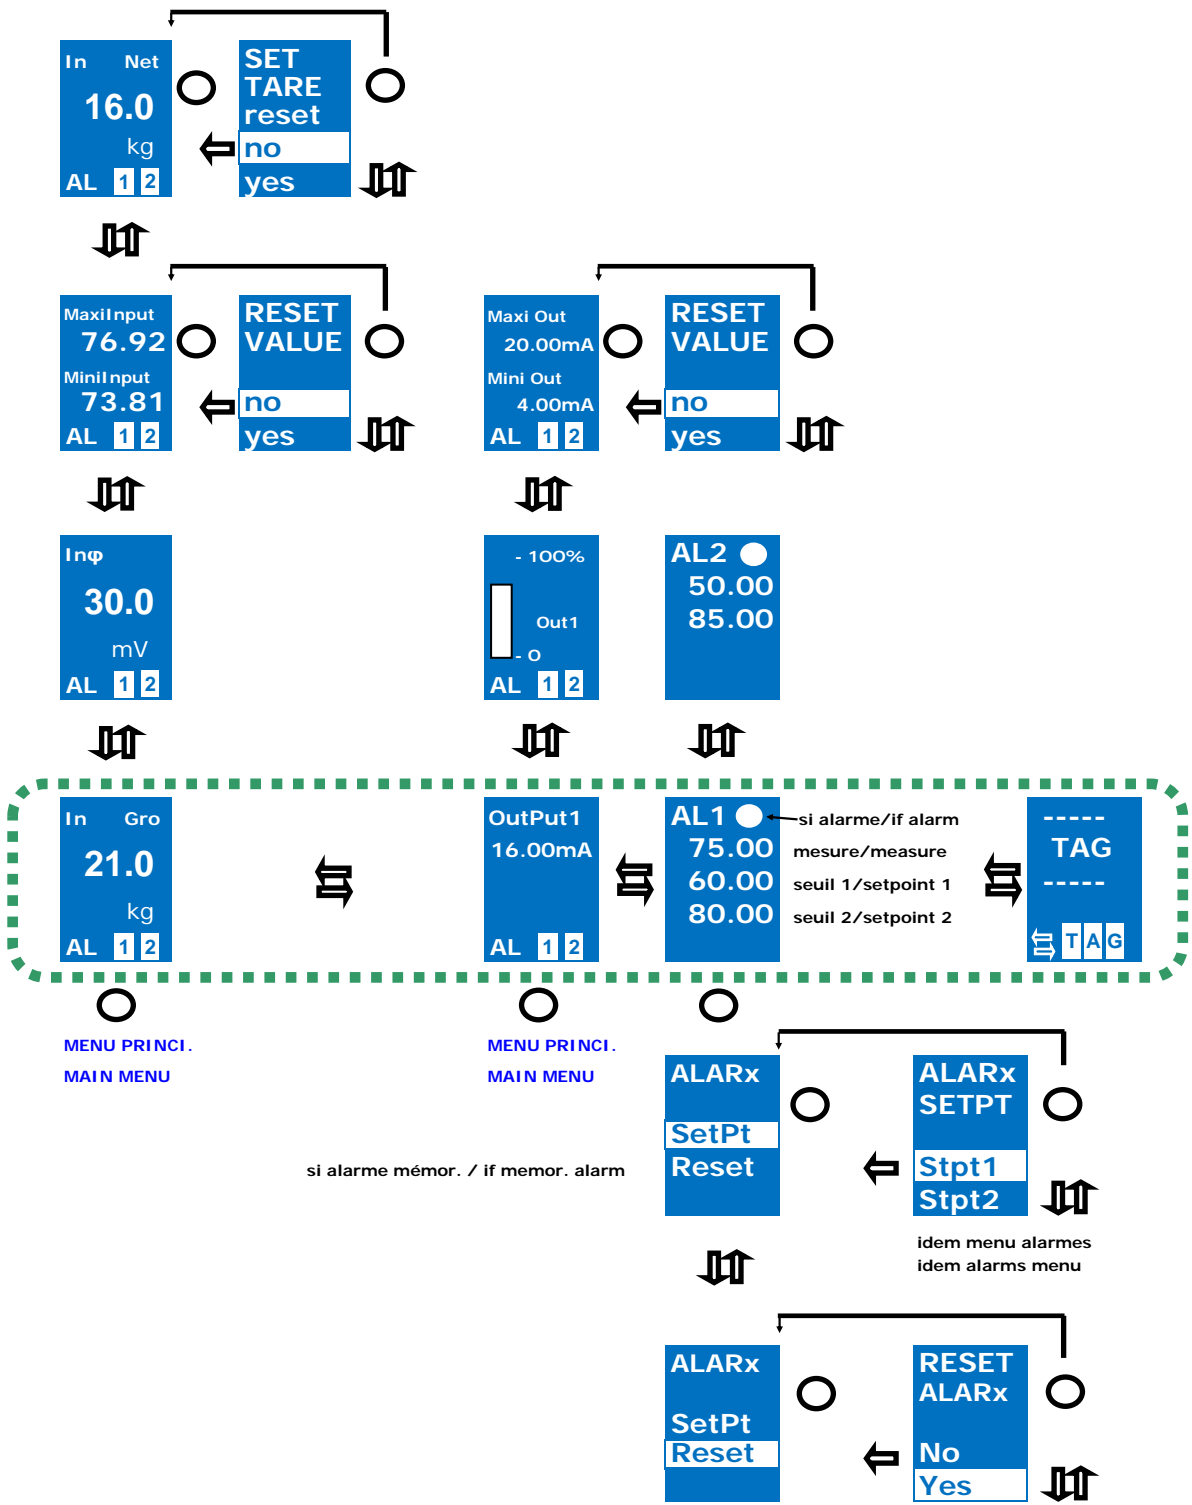 In Net
16.0
kg
AL 1 2
SET
TARE
reset
no
yes
MaxiInput
76.92
MiniInput
73.81
AL 1 2
RESET
VALUE
no
yes
Maxi Out
20.00mA
Mini Out
4.00mA
AL 1 2
RESET
VALUE
no
yes
Inφ
30.0
mV
AL 1 2
- 100%
Out1
- 0
AL 1 2
AL2
50.00
85.00
In Gro
21.0
kg
AL 1 2
OutPut1
16.00mA
AL 1 2
AL1
75.00
60.00
80.00
si alarme/if alarm
mesure/measure
seuil 1/setpoint 1
seuil 2/setpoint 2
-----
TAG
-----
T A G
MENU PRINCI.
MAIN MENU
MENU PRINCI.
MAIN MENU
ALARx
SetPt
Reset
ALARx
SETPT
Stpt1
Stpt2
si alarme mémor. / if memor. alarm
idem menu alarmes
idem alarms menu
ALARx
SetPt
Reset
RESET
ALARx
No
Yes